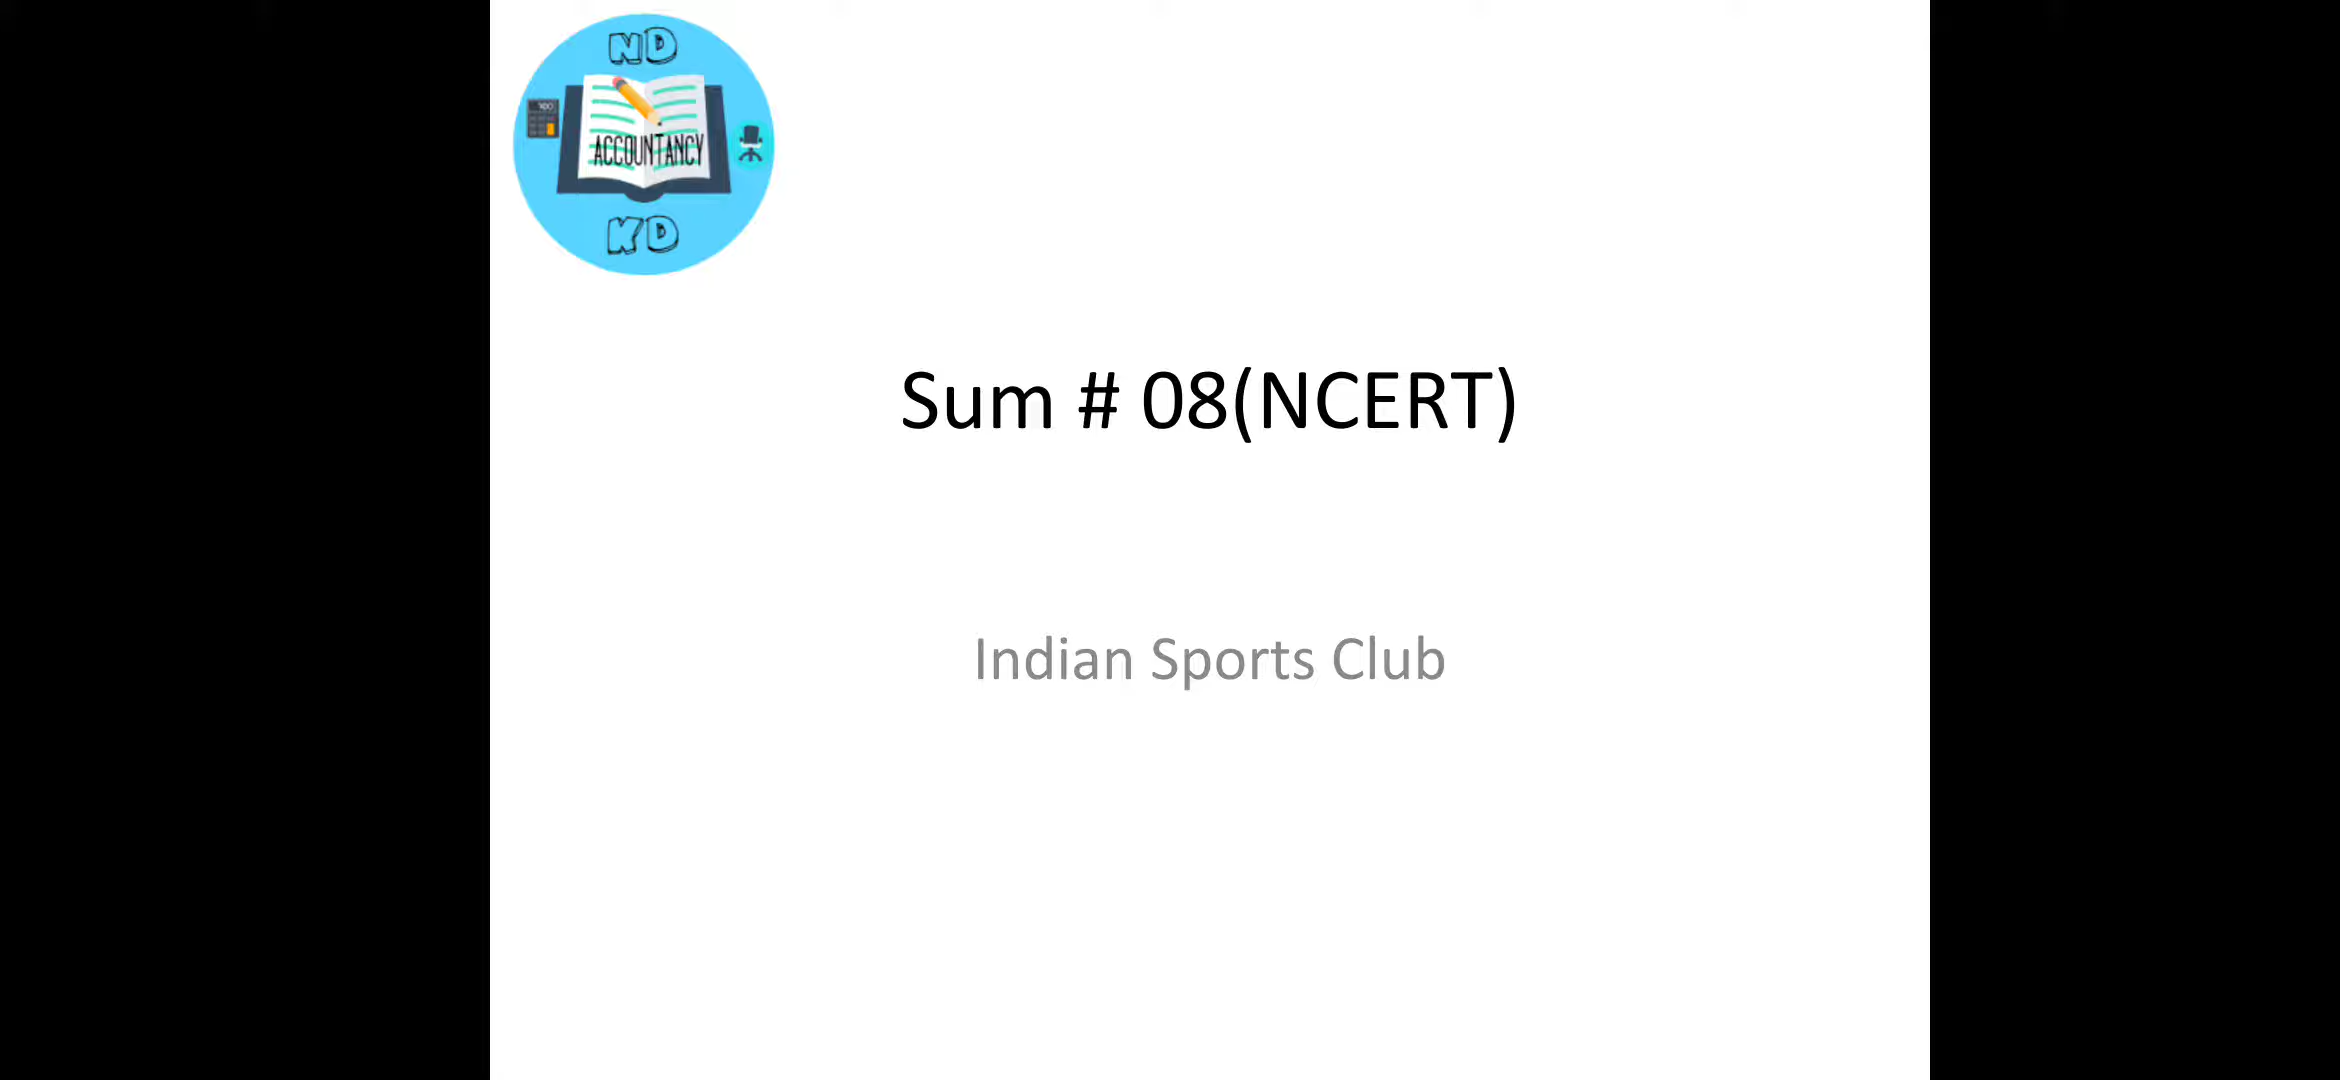 ND
ACCOUNTANCY
KD
Sum # 08(NCERT)
Indian Sports Club